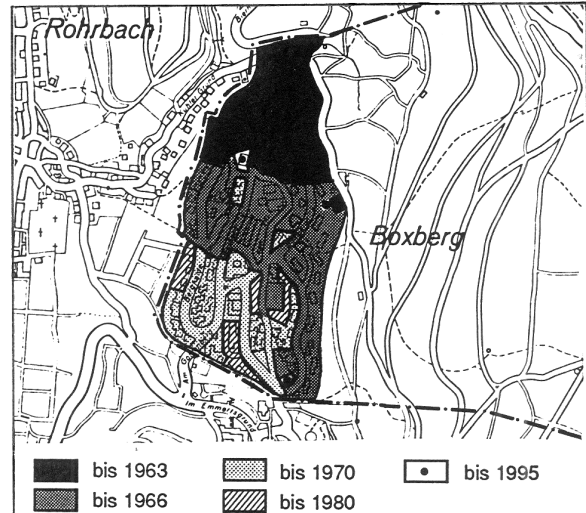 Rohrbach
Boxberg
Im Emmertsgrund
bis 1963
bis 1970
bis 1995
bis 1966
bis 1980